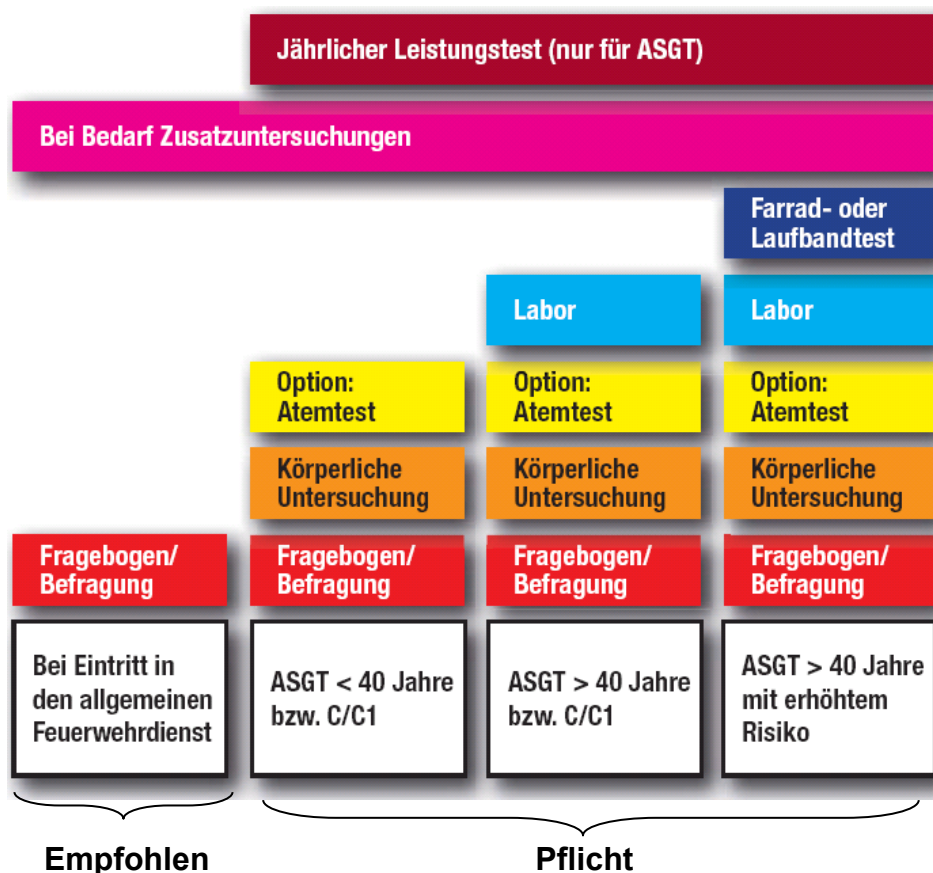 Jährlicher Leistungstest (nur für ASGT)
Bei Bedarf Zusatzuntersuchungen
Farrad- oder
Laufbandtest
Labor
Labor
Option:
Atemtest
Option:
Atemtest
Option:
Atemtest
Körperliche
Untersuchung
Körperliche
Untersuchung
Körperliche
Untersuchung
Fragebogen/
Befragung
Fragebogen/
Befragung
Fragebogen/
Befragung
Fragebogen/
Befragung
Bei Eintritt in
den allgemeinen
Feuerwehrdienst
ASGT < 40 Jahre
bzw. C/C1
ASGT > 40 Jahre
bzw. C/C1
ASGT > 40 Jahre
mit erhöhtem
Risiko
Empfohlen
Pflicht